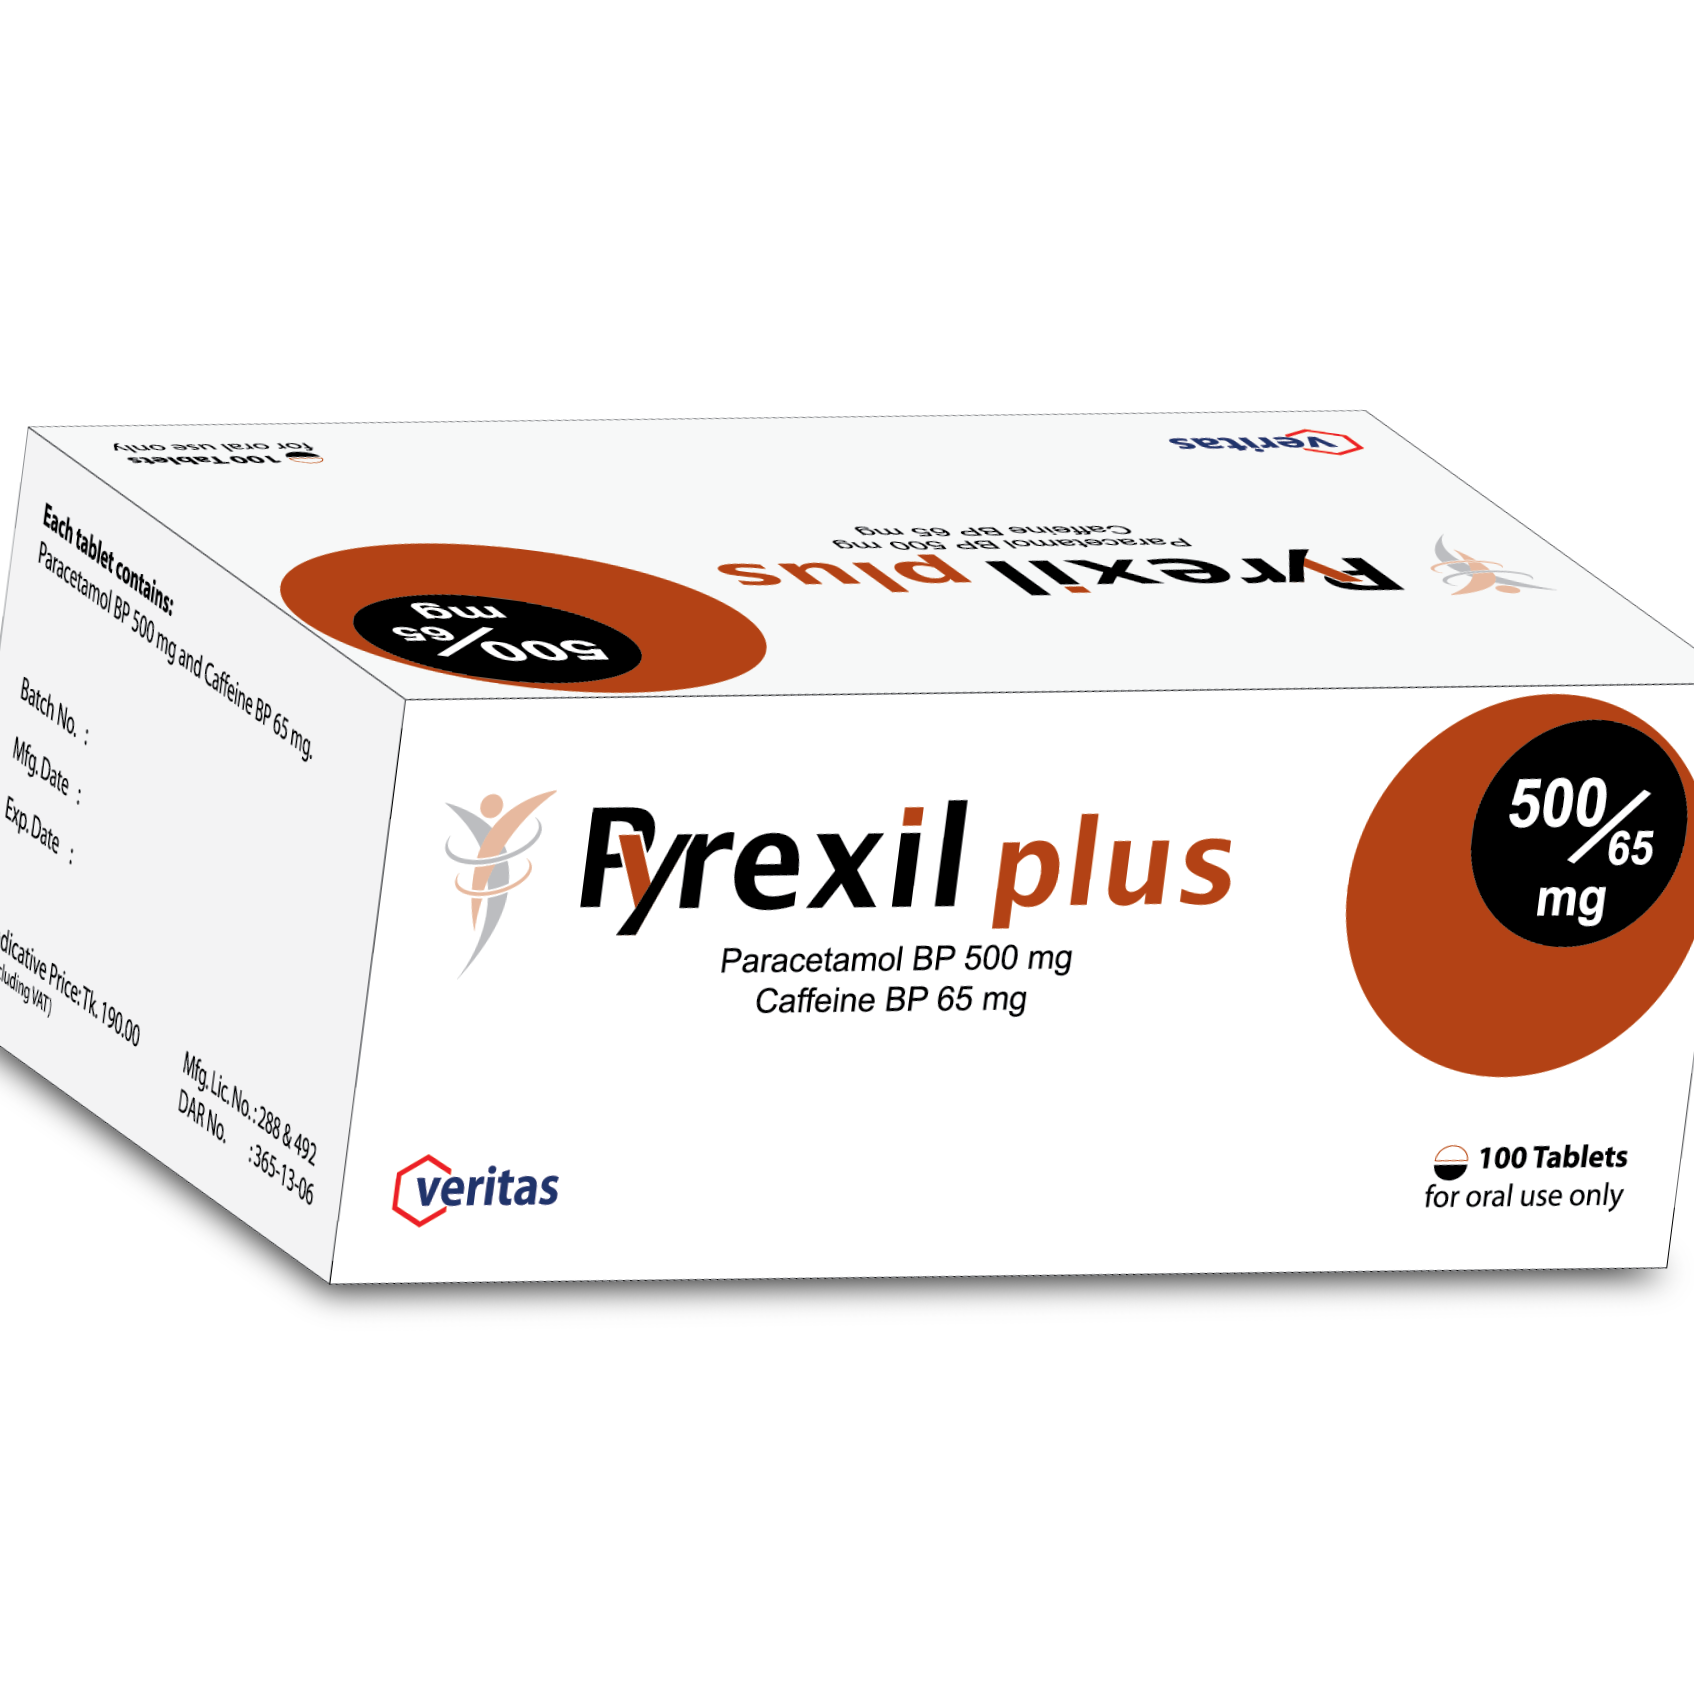 for oral use only
100 Tablets
veritas
Caffeine BP 65 mg
Paracetamol BP 500 mg
Pyrexil plus
500/65
mg
Each tablet contains:
Paracetamol BP 500 mg and Caffeine BP 65 mg.
Batch No. :
Mfg. Date :
Exp. Date :
Price: Tk. 190.00
VAT)
Mfg. Lic. No. : 288 & 492
DAR No. : 365-13-06
Pyrexil plus
Paracetamol BP 500 mg
Caffeine BP 65 mg
500/65
mg
veritas
100 Tablets
for oral use only